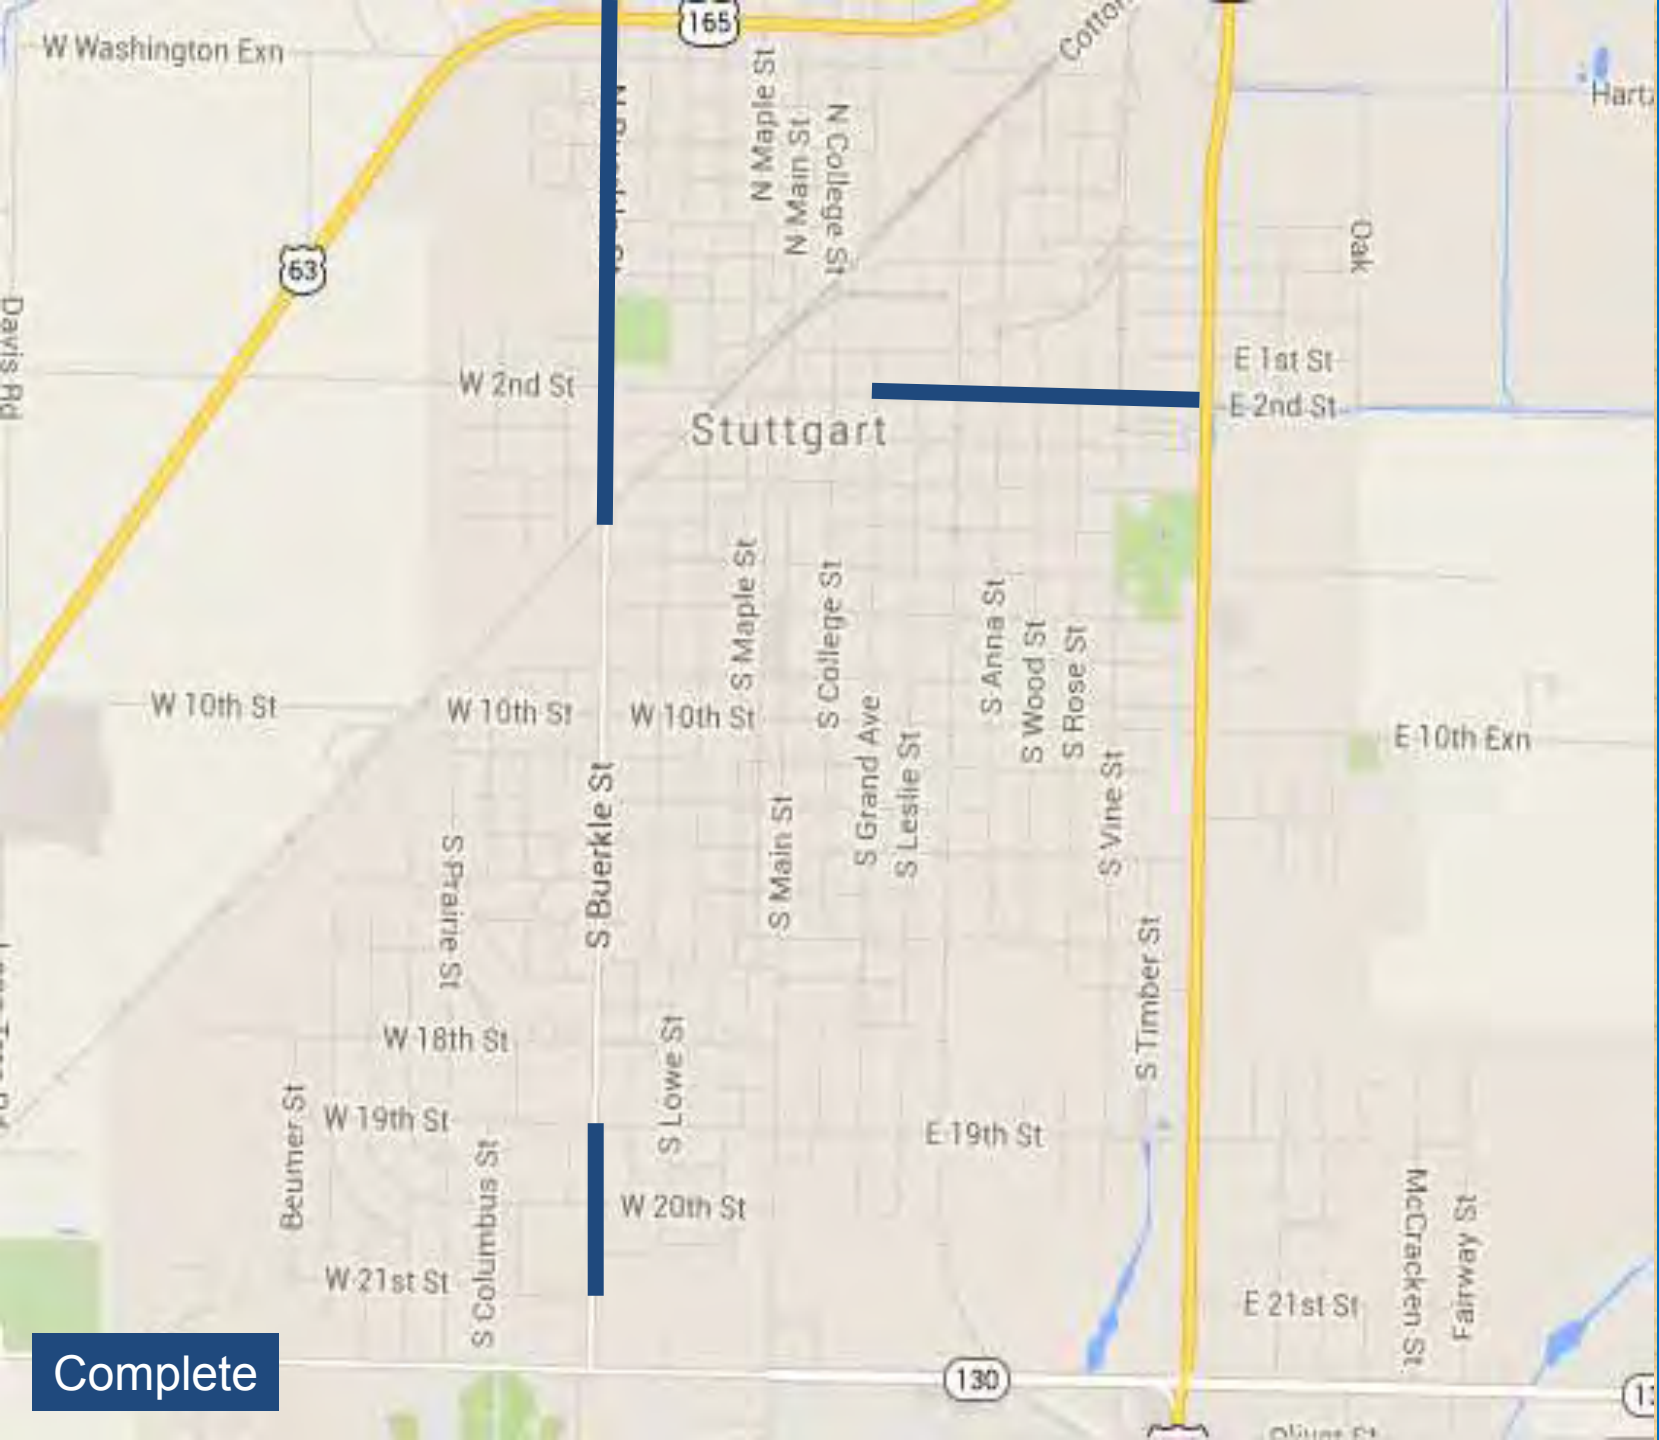 165
W Washington Exn
Cotton
N Maple St
N Main St
N College St
Hartz
Oak
63
Davis Rd
E 1st St
W 2nd St
E 2nd St
Stuttgart
S Maple St
S College St
S Anna St
S Wood St
S Rose St
W 10th St
W 10th St
W 10th St
S Grand Ave
S Leslie St
E 10th Exn
S Vine St
S Buerkle St
S Main St
S Prairie St
S Timber St
W 18th St
S Lowe St
Beumer St
W 19th St
E 19th St
S Columbus St
W 20th St
McCracken St
Fairway St
W 21st St
E 21st St
Complete
130